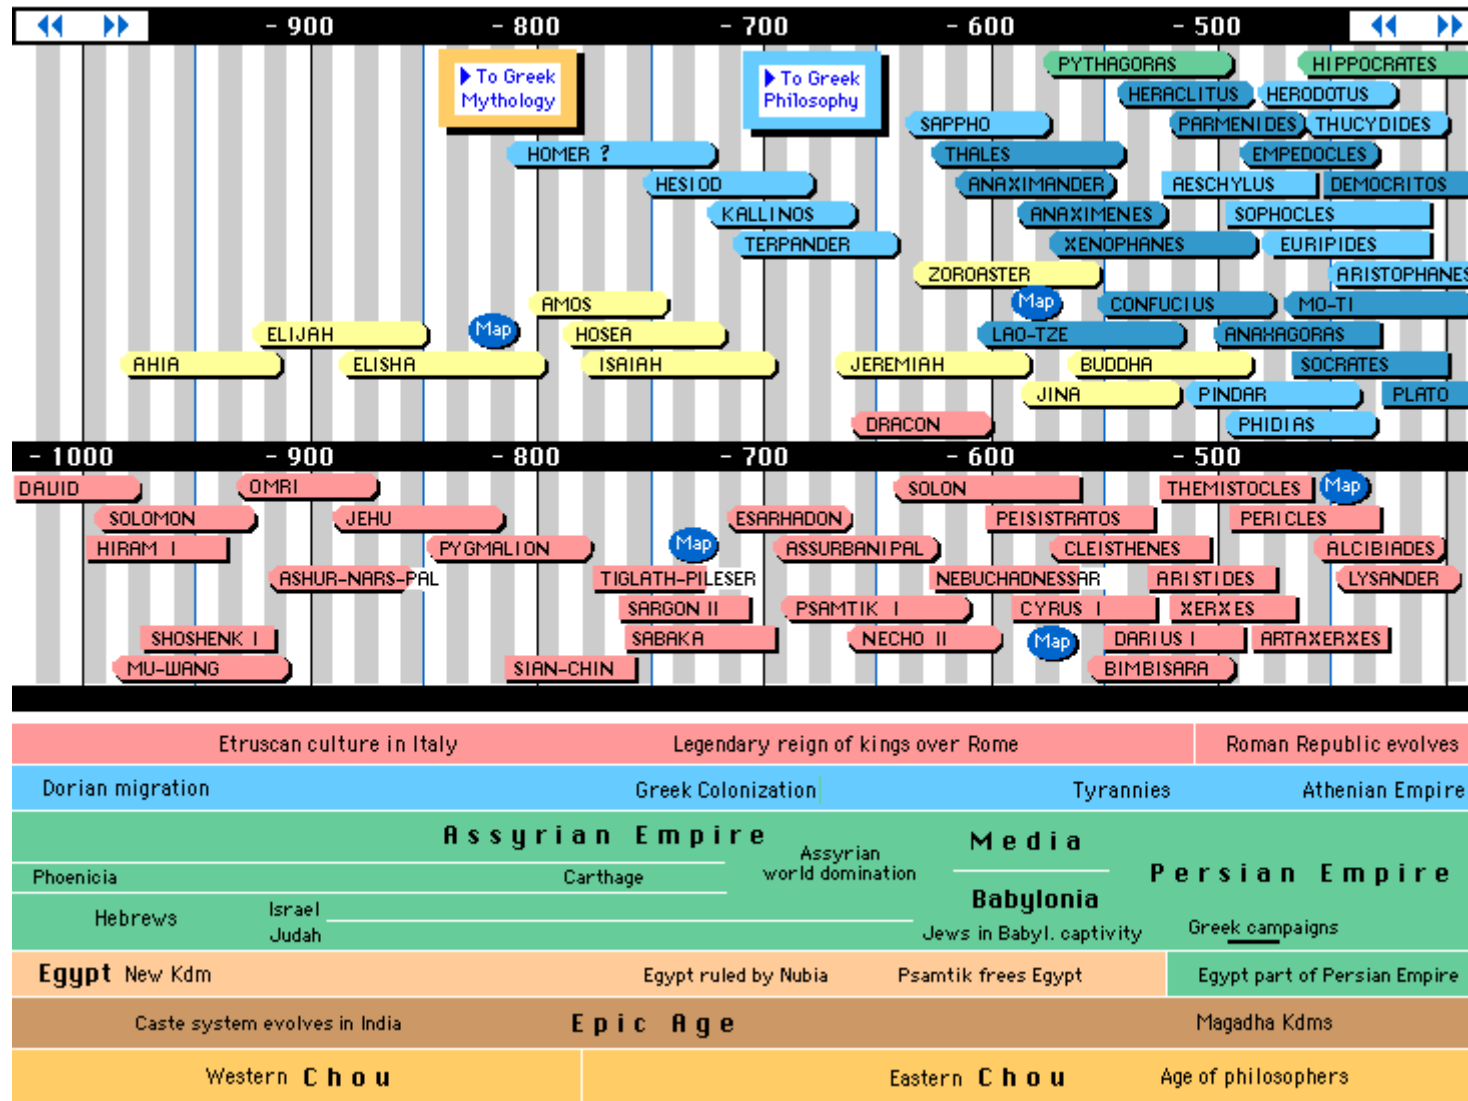 - 900 - 800 - 700 - 600 - 500
To Greek
Mythology
To Greek
Philosophy
PYTHAGORAS HIPPOCRATES
HERACLITUS HERODOTUS
SAPPHO PARMENIDES THUCYDIDES
HOMER ? THALES EMPEDOCLES
HESIOD ANAXIMANDER AESCHYLUS DEMOCRITOS
KALLINOS ANAXIMENES SOPHOCLES
TERPANDER XENOPHANES EURIPIDES
ZOROASTER ARISTOPHANES
AMOS Map CONFUCIUS MO-TI
ELIJAH Map HOSEA LAO-TZE ANAXAGORAS
AHIA ELISHA ISAIAH JEREMIAH BUDDHA SOCRATES
JINA PINDAR PLATO
DRACON PHIDIAS
- 1000 - 900 - 800 - 700 - 600 - 500
DAVID OMRI SOLON THEMISTOCLES Map
SOLOMON JEHU ESARHADON PEISISTRATOS PERICLES
HIRAM I PYGMALION Map ASSURBANIPAL CLEISTHENES ALCIBIADES
ASHUR-NARS-PAL TIGLATH-PILESER NEBUCHADNESSAR ARISTIDES LYSANDER
SARGON II PSAMTIK I CYRUS I XERXES
SHOSHENK I SABAKA NECHO II Map DARIUS I ARTAXERXES
MU-WANG SIAN-CHIN BIMBISARA
Etruscan culture in Italy Legendary reign of kings over Rome Roman Republic evolves
Dorian migration Greek Colonization Tyrannies Athenian Empire
Assyrian Empire Assyrian
world domination Media
Phoenicia Carthage Persian Empire
Babylonia
Hebrews Israel
Judah Jews in Babyl. captivity Greek campaigns
Egypt New Kdm Egypt ruled by Nubia Psamtik frees Egypt Egypt part of Persian Empire
Caste system evolves in India Epic Age Magadha Kdms
Western Chou Eastern Chou Age of philosophers